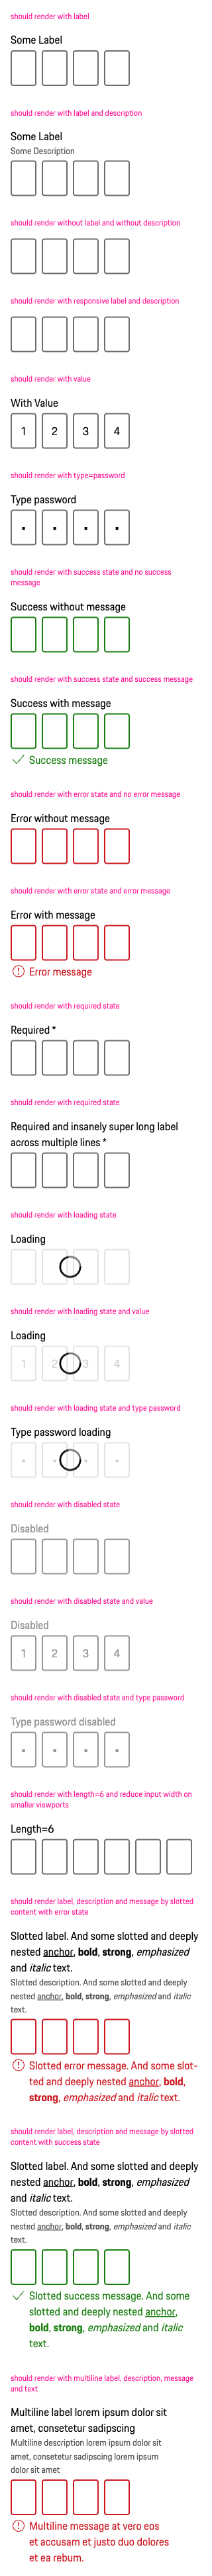 should render with label
Some Label
should render with label and description
Some Label
Some Description
should render without label and without description
should render with responsive label and description
should render with value
With Value
1 2 3 4
should render with type=password
Type password
should render with success state and no success
message
Success without message
should render with success state and success message
Success with message
Success message
should render with error state and no error message
Error without message
should render with error state and error message
Error with message
Error message
should render with required state
Required *
should render with required state
Required and insanely super long label
across multiple lines *
should render with loading state
Loading
should render with loading state and value
Loading
1 2 3 4
should render with loading state and type password
Type password loading
should render with disabled state
Disabled
should render with disabled state and value
Disabled
1 2 3 4
should render with disabled state and type password
Type password disabled
should render with length=6 and reduce input width on
smaller viewports
Length=6
should render label, description and message by slotted
content with error state
Slotted label. And some slotted and deeply
nested anchor, bold, strong, emphasized
and italic text.
Slotted description. And some slotted and deeply
nested anchor, bold, strong, emphasized and italic
text.
Slotted error message. And some slot-
ted and deeply nested anchor, bold,
strong, emphasized and italic text.
should render label, description and message by slotted
content with success state
Slotted label. And some slotted and deeply
nested anchor, bold, strong, emphasized
and italic text.
Slotted description. And some slotted and deeply
nested anchor, bold, strong, emphasized and italic
text.
Slotted success message. And some
slotted and deeply nested anchor,
bold, strong, emphasized and italic
text.
should render with multiline label, description, message
and text
Multiline label lorem ipsum dolor sit
amet, consetetur sadipscing
Multiline description lorem ipsum dolor sit
amet, consetetur sadipscing lorem ipsum
dolor sit amet
Multiline message at vero eos
et accusam et justo duo dolores
et ea rebum.